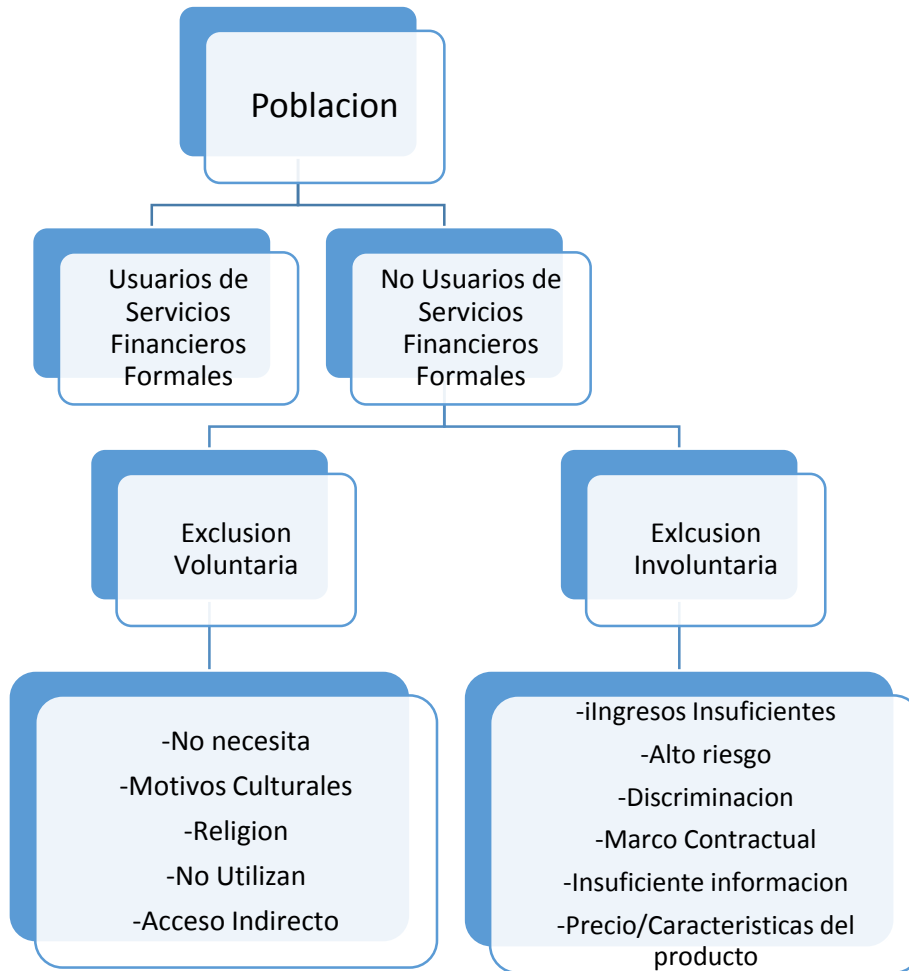 Poblacion
Usuarios de
Servicios
Financieros
Formales
No Usuarios de
Servicios
Financieros
Formales
Exclusion
Voluntaria
Exlcusion
Involuntaria
-No necesita
-Motivos Culturales
-Religion
-No Utilizan
-Acceso Indirecto
-iIngresos Insuficientes
-Alto riesgo
-Discriminacion
-Marco Contractual
-Insuficiente informacion
-Precio/Caracteristicas del
producto